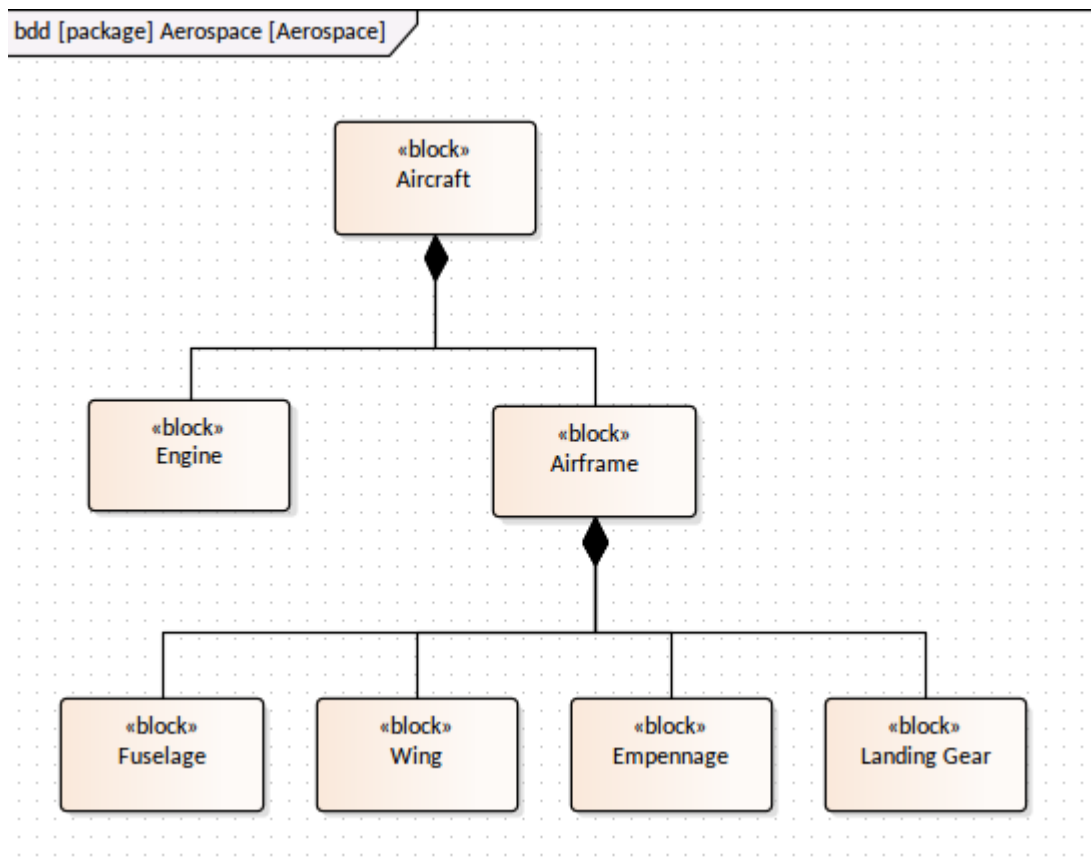 bdd [package] Aerospace [Aerospace]
«block»
Aircraft
«block»
Engine
«block»
Airframe
«block»
Fuselage
«block»
Wing
«block»
Empennage
«block»
Landing Gear